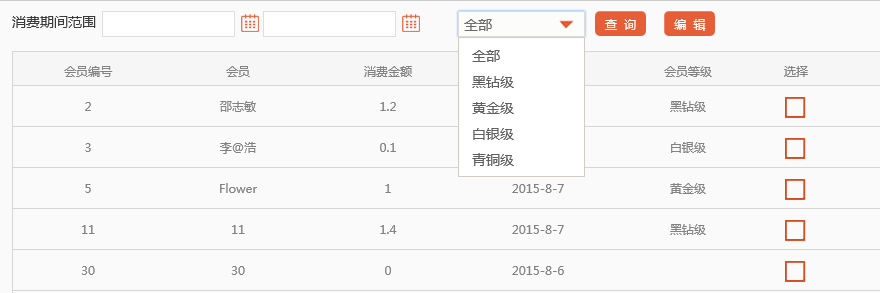 消费期间范围 全部 查 询 编 辑
全部
黑钻级
黄金级
白银级
青铜级
会员编号 会员 消费金额 会员等级 选择
2 邵志敏 1.2 黑钻级
3 李@浩 0.1 白银级
5 Flower 1 2015-8-7 黄金级
11 11 1.4 2015-8-7 黑钻级
30 30 0 2015-8-6